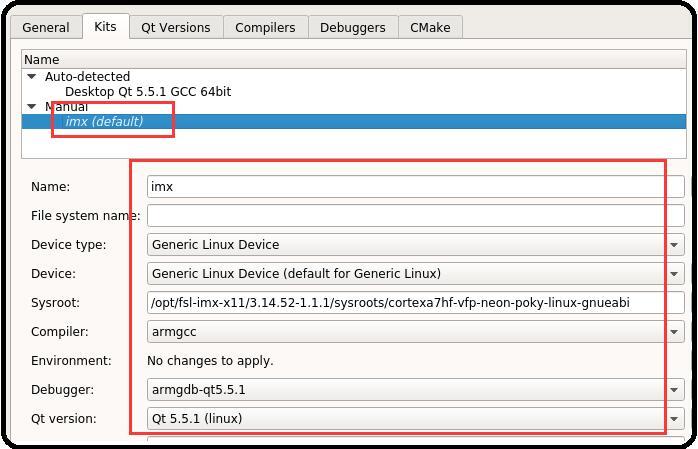 General Kits Qt Versions Compilers Debuggers CMake
Name
Auto-detected
Desktop Qt 5.5.1 GCC 64bit
Manual
imx (default)
Name: imx
File system name:
Device type: Generic Linux Device
Device: Generic Linux Device (default for Generic Linux)
Sysroot: /opt/fsl-imx-x11/3.14.52-1.1.1/sysroots/cortexa7hf-vfp-neon-poky-linux-gnueabi
Compiler: armgcc
Environment: No changes to apply.
Debugger: armgdb-qt5.5.1
Qt version: Qt 5.5.1 (linux)